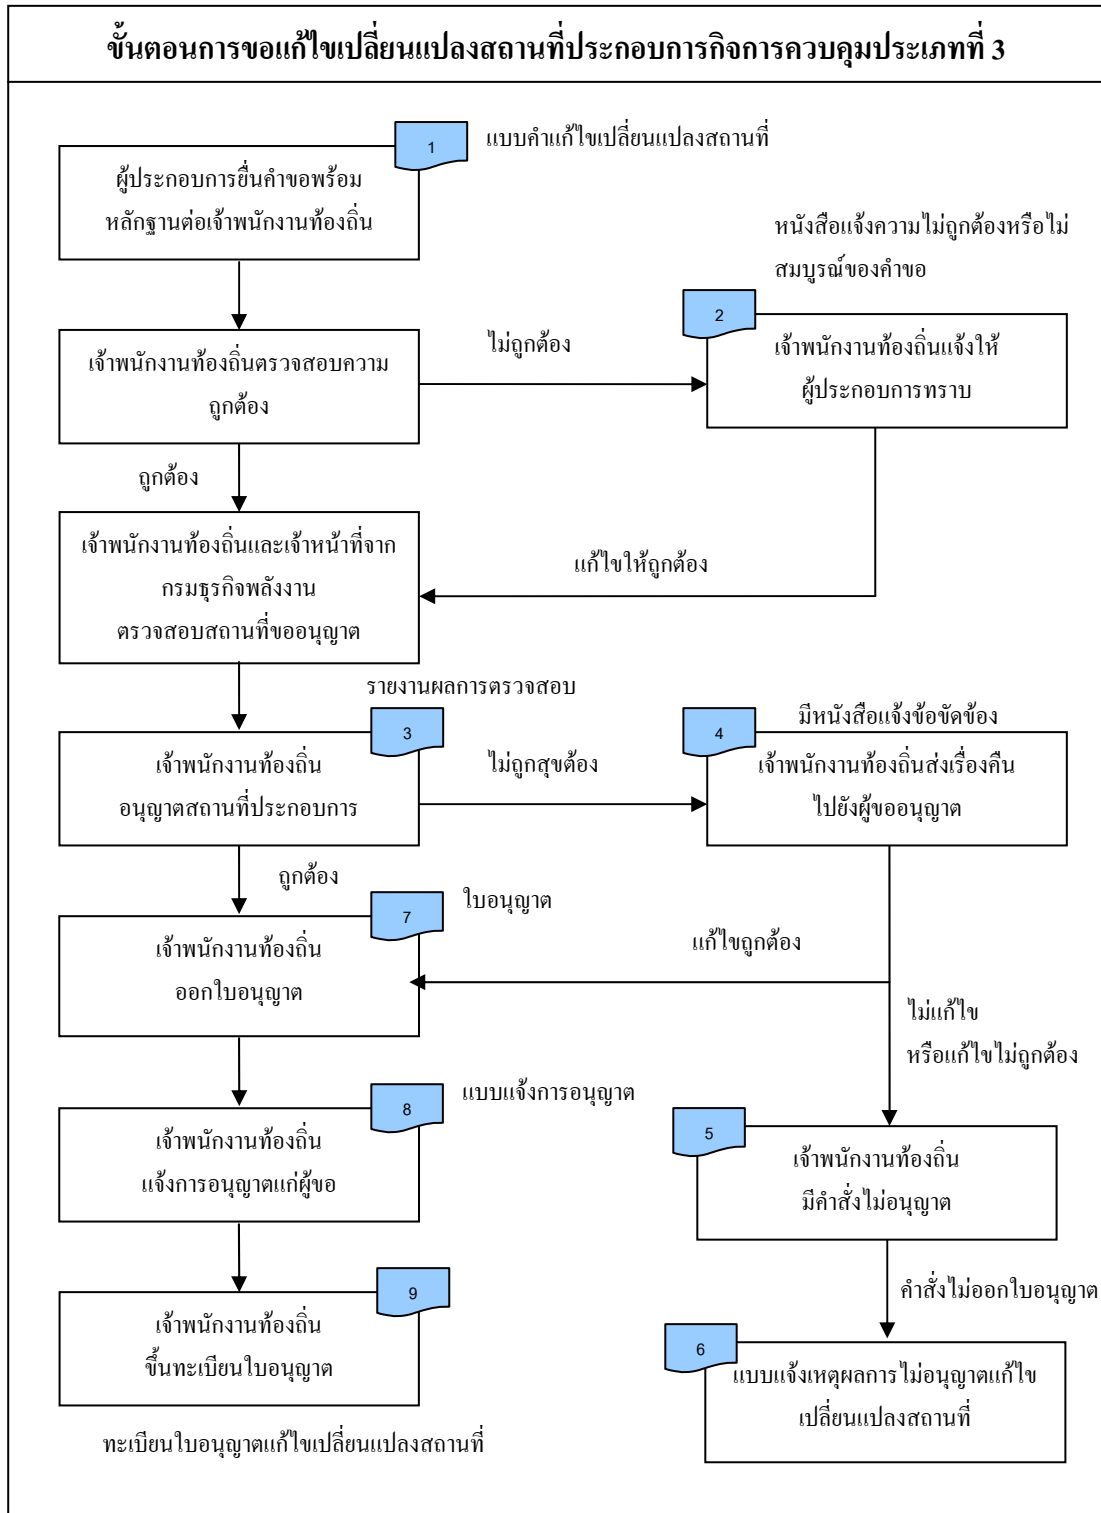 ขั้นตอนการขอแก้ไขเปลี่ยนแปลงสถานที่ประกอบการกิจการควบคุมประเภทที่ 3
1
แบบคำแก้ไขเปลี่ยนแปลงสถานที่
ผู้ประกอบการยื่นคำขอพร้อม
หลักฐานต่อเจ้าพนักงานท้องถิ่น
หนังสือแจ้งความไม่ถูกต้องหรือไม่
สมบูรณ์ของคำขอ
2
เจ้าพนักงานท้องถิ่นตรวจสอบความ
ถูกต้อง
ไม่ถูกต้อง
เจ้าพนักงานท้องถิ่นแจ้งให้
ผู้ประกอบการทราบ
ถูกต้อง
เจ้าพนักงานท้องถิ่นและเจ้าหน้าที่จาก
กรมธุรกิจพลังงาน
ตรวจสอบสถานที่ขออนุญาต
แก้ไขให้ถูกต้อง
รายงานผลการตรวจสอบ
3
เจ้าพนักงานท้องถิ่น
อนุญาตสถานที่ประกอบการ
ไม่ถูกสุขต้อง
มีหนังสือแจ้งข้อขัดข้อง
4
เจ้าพนักงานท้องถิ่นส่งเรื่องคืน
ไปยังผู้ขออนุญาต
ถูกต้อง
7
ใบอนุญาต
เจ้าพนักงานท้องถิ่น
ออกใบอนุญาต
แก้ไขถูกต้อง
ไม่แก้ไข
หรือแก้ไขไม่ถูกต้อง
8
แบบแจ้งการอนุญาต
เจ้าพนักงานท้องถิ่น
แจ้งการอนุญาตแก่ผู้ขอ
5
เจ้าพนักงานท้องถิ่น
มีคำสั่งไม่อนุญาต
9
เจ้าพนักงานท้องถิ่น
ขึ้นทะเบียนใบอนุญาต
คำสั่งไม่ออกใบอนุญาต
6
แบบแจ้งเหตุผลการไม่อนุญาตแก้ไข
เปลี่ยนแปลงสถานที่
ทะเบียนใบอนุญาตแก้ไขเปลี่ยนแปลงสถานที่